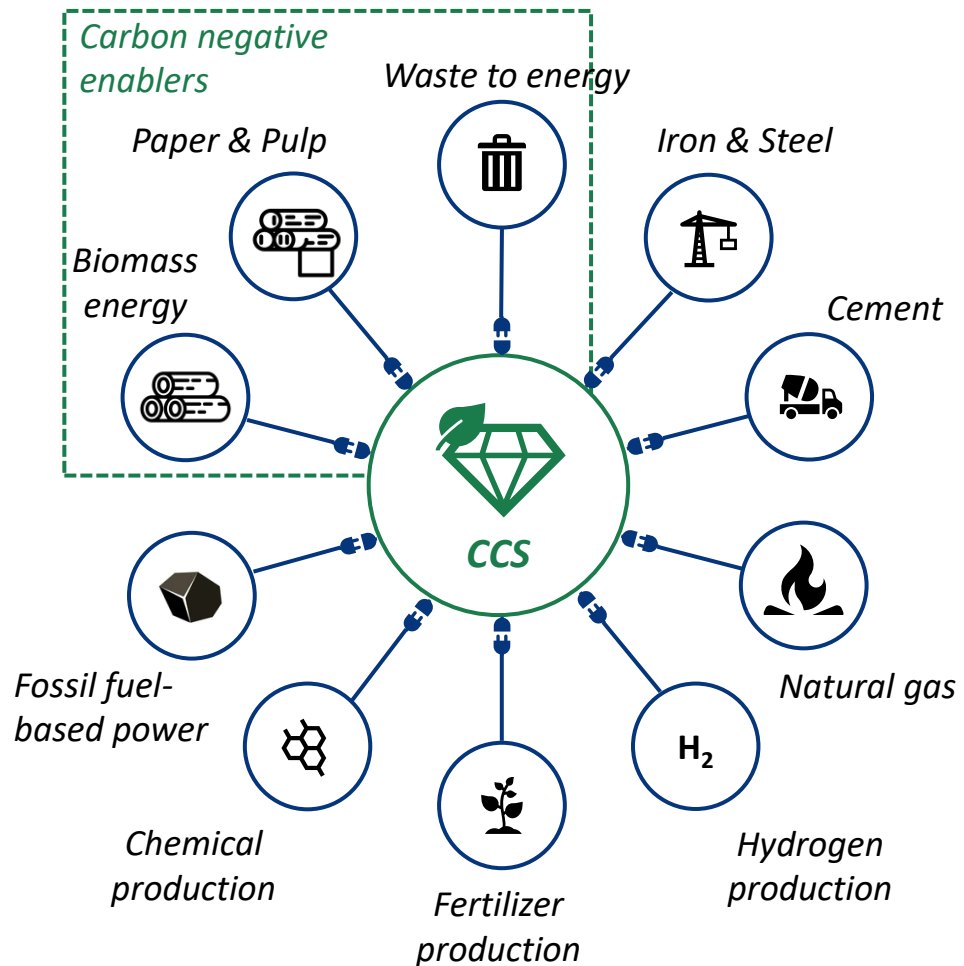 Carbon negative
enablers
Waste to energy
Paper & Pulp
Iron & Steel
Biomass
energy
Cement
CCS
Fossil fuel-
based power
Natural gas
H₂
Chemical
production
Hydrogen
production
Fertilizer
production